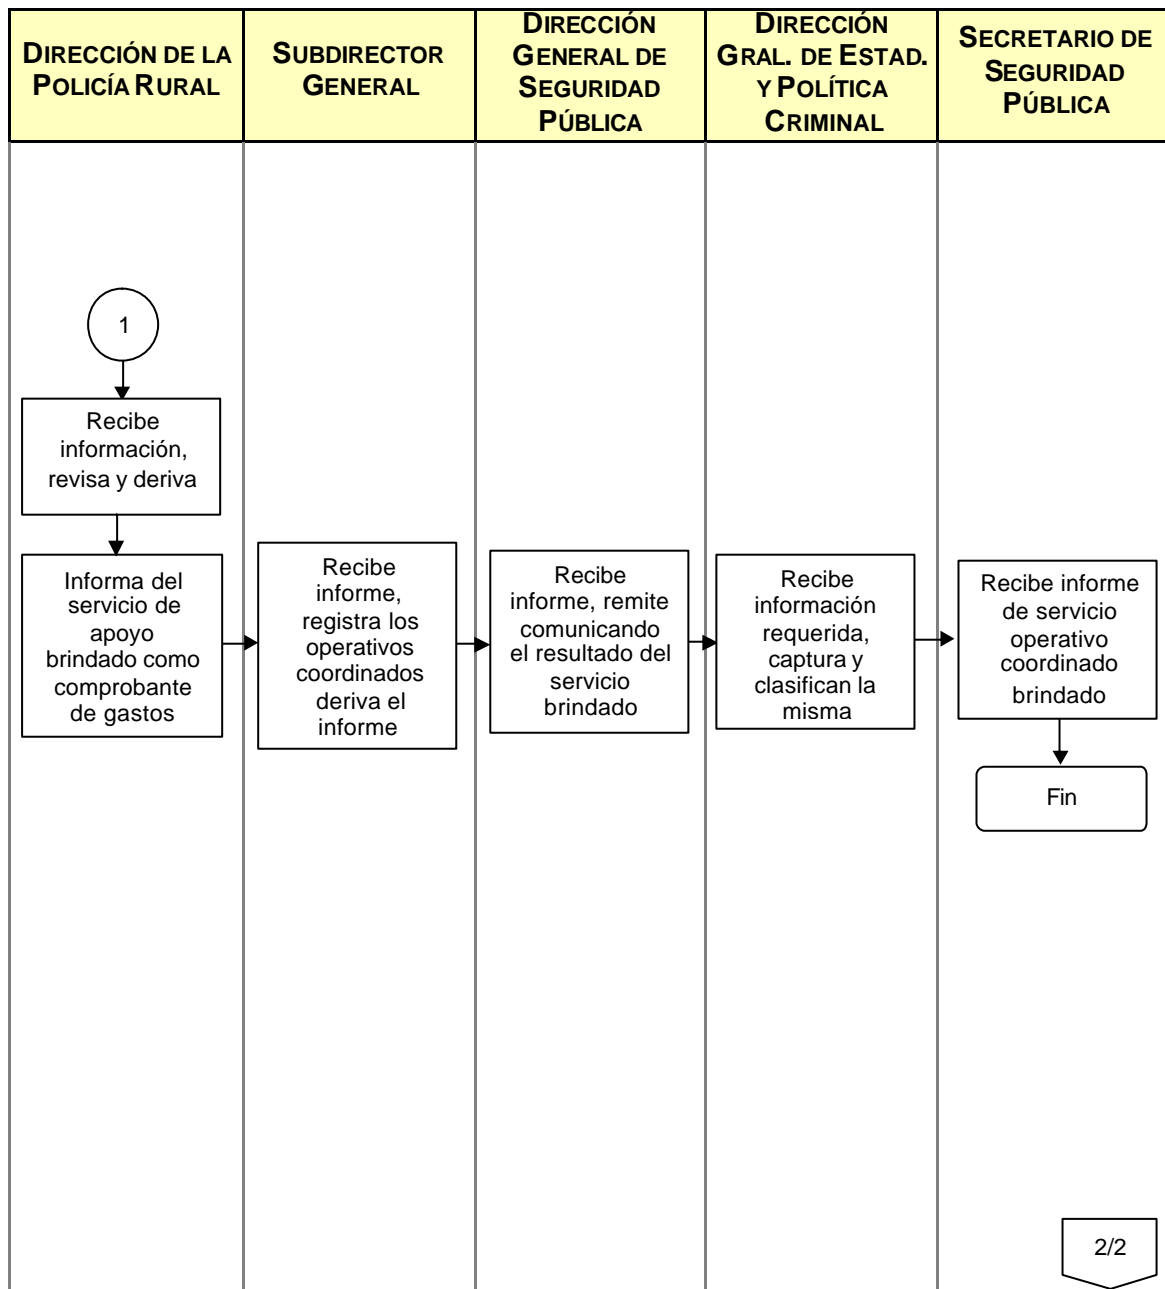 DIRECCIÓN DE LA
POLICÍA RURAL
SUBDIRECTOR
GENERAL
DIRECCIÓN
GENERAL DE
SEGURIDAD
PÚBLICA
DIRECCIÓN
GRAL. DE ESTAD.
Y POLÍTICA
CRIMINAL
SECRETARIO DE
SEGURIDAD
PÚBLICA
1
Recibe
información,
revisa y deriva
Informa del
servicio de
apoyo
brindado como
comprobante
de gastos
Recibe
informe,
registra los
operativos
coordinados
deriva el
informe
Recibe
informe, remite
comunicando
el resultado del
servicio
brindado
Recibe
información
requerida,
captura y
clasifican la
misma
Recibe informe
de servicio
operativo
coordinado
brindado
Fin
2/2